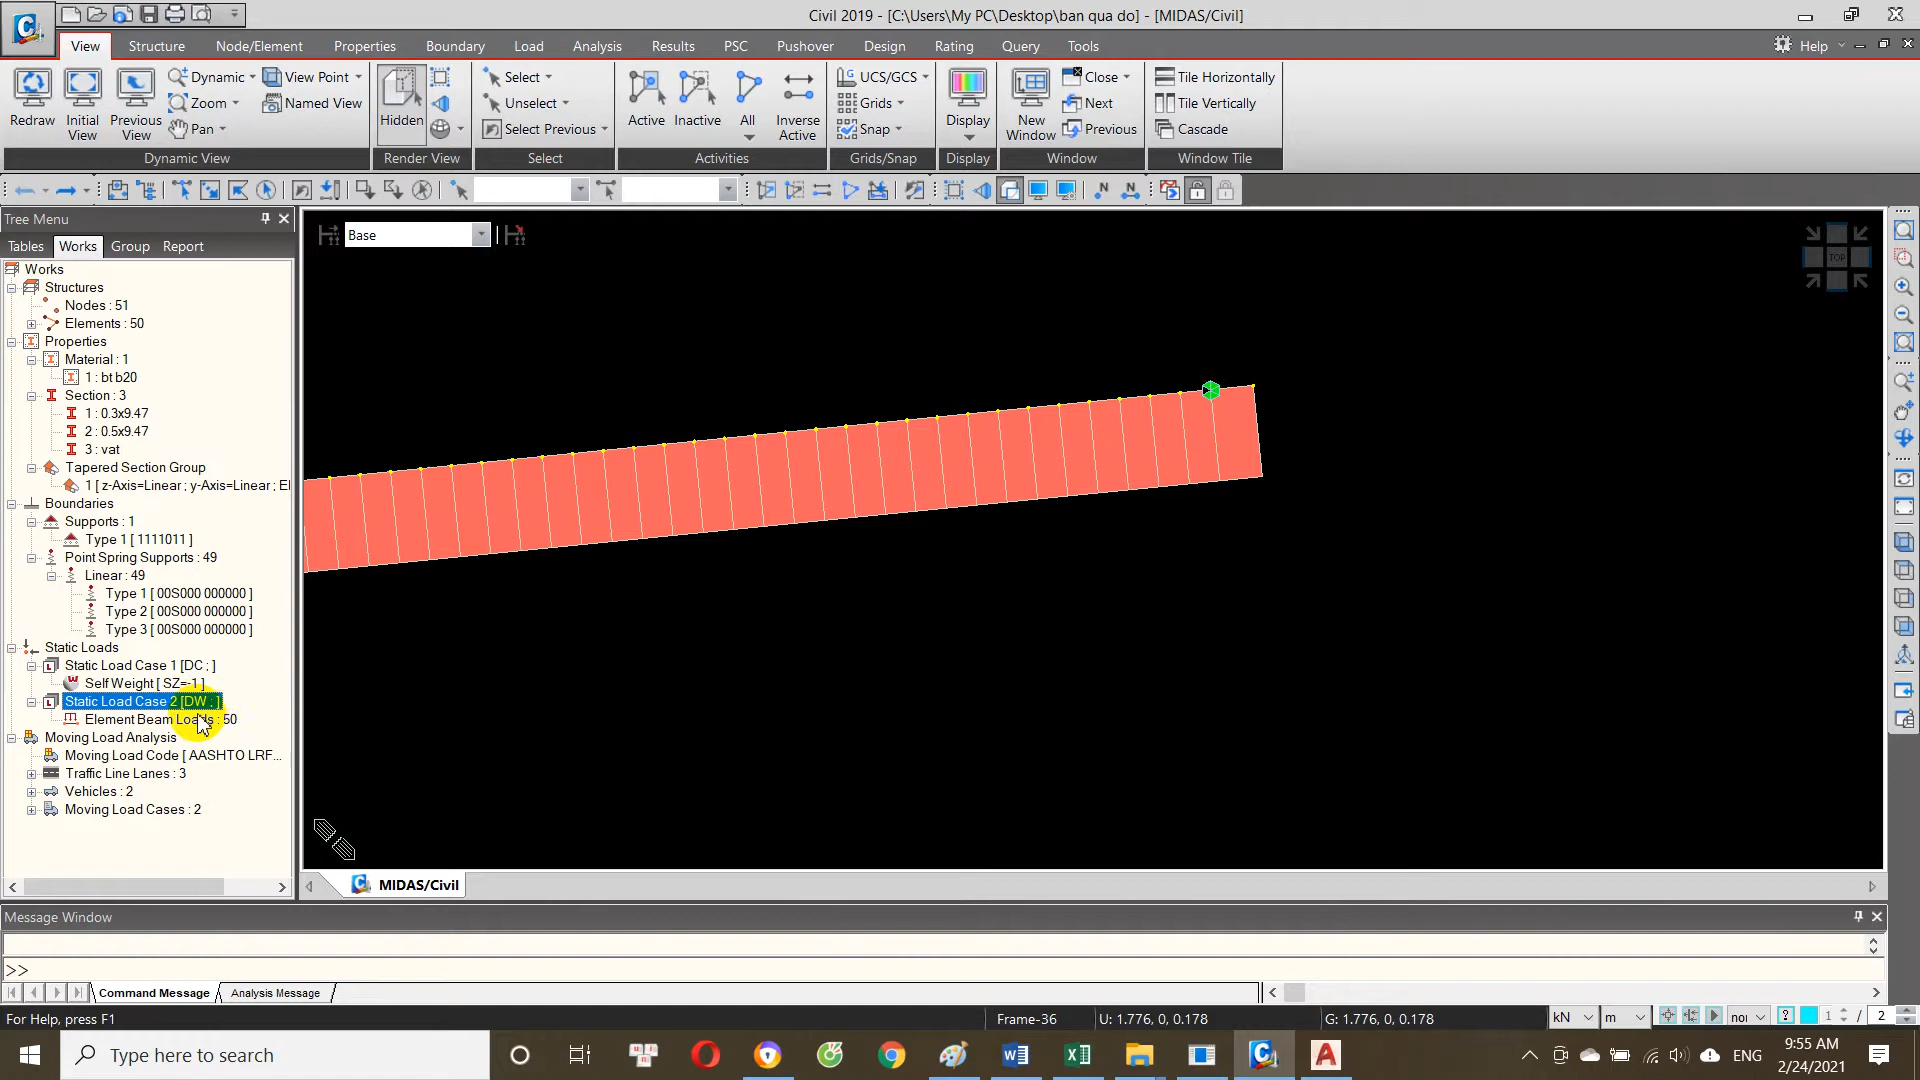 Civil 2019 - [C:\Users\My PC\Desktop\ban qua do] - [MIDAS/Civil]
View Structure Node/Element Properties Boundary Load Analysis Results PSC Pushover Design Rating Query Tools Help
Redraw
Initial View
Previous View
Dynamic
Zoom
Pan
View Point
Named View
Dynamic View
Hidden
Render View
Select
Unselect
Select Previous
Select
Active
Inactive
All
Inverse Active
Activities
UCS/GCS
Grids
Snap
Grids/Snap
Display
Display
New Window
Close
Next
Previous
Window
Tile Horizontally
Tile Vertically
Cascade
Window Tile
Tree Menu
Tables Works Group Report
Works
Structures
Nodes : 51
Elements : 50
Properties
Material : 1
1 : bt b20
Section : 3
1 : 0.3x9.47
2 : 0.5x9.47
3 : vat
Tapered Section Group
1 [ z-Axis=Linear ; y-Axis=Linear ; El
Boundaries
Supports : 1
Type 1 [ 1111011 ]
Point Spring Supports : 49
Linear : 49
Type 1 [ 00S000 000000 ]
Type 2 [ 00S000 000000 ]
Type 3 [ 00S000 000000 ]
Static Loads
Static Load Case 1 [DC ; ]
Self Weight [ SZ=-1 ]
Static Load Case 2 [DW ; ]
Element Beam Loads : 50
Moving Load Analysis
Moving Load Code [ AASHTO LRF...
Traffic Line Lanes : 3
Vehicles : 2
Moving Load Cases : 2
Base
TOP
MIDAS/Civil
Message Window
>>
Command Message Analysis Message
For Help, press F1
Frame-36
U: 1.776, 0, 0.178
G: 1.776, 0, 0.178
kN
m
nor
1 / 2
Type here to search
ENG
9:55 AM
2/24/2021